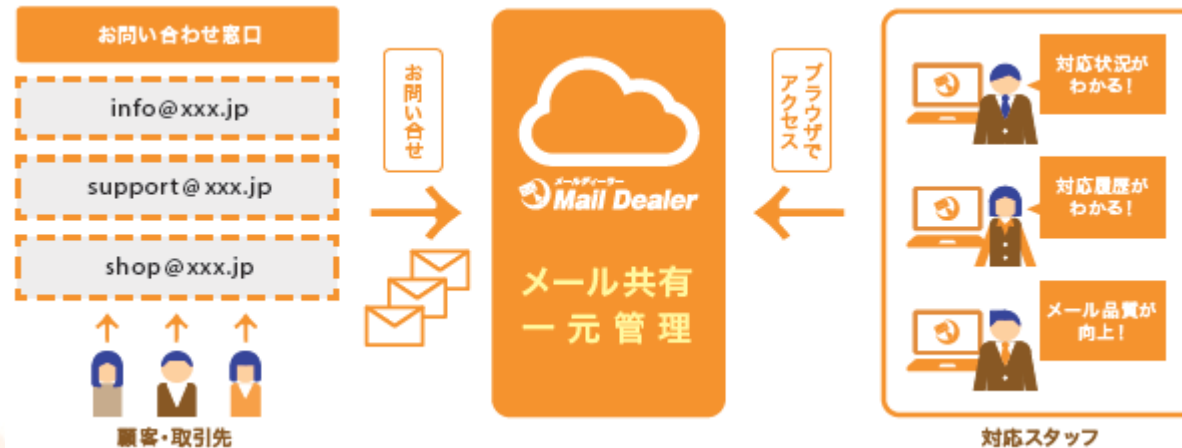 お問い合わせ窓口
info@xxx.jp
support@xxx.jp
shop@xxx.jp
顧客・取引先
お問い合せ
メールディーラー
Mail Dealer
メール共有
一元管理
ブラウザで
アクセス
対応状況が
わかる!
対応履歴が
わかる!
メール品質が
向上!
対応スタッフ